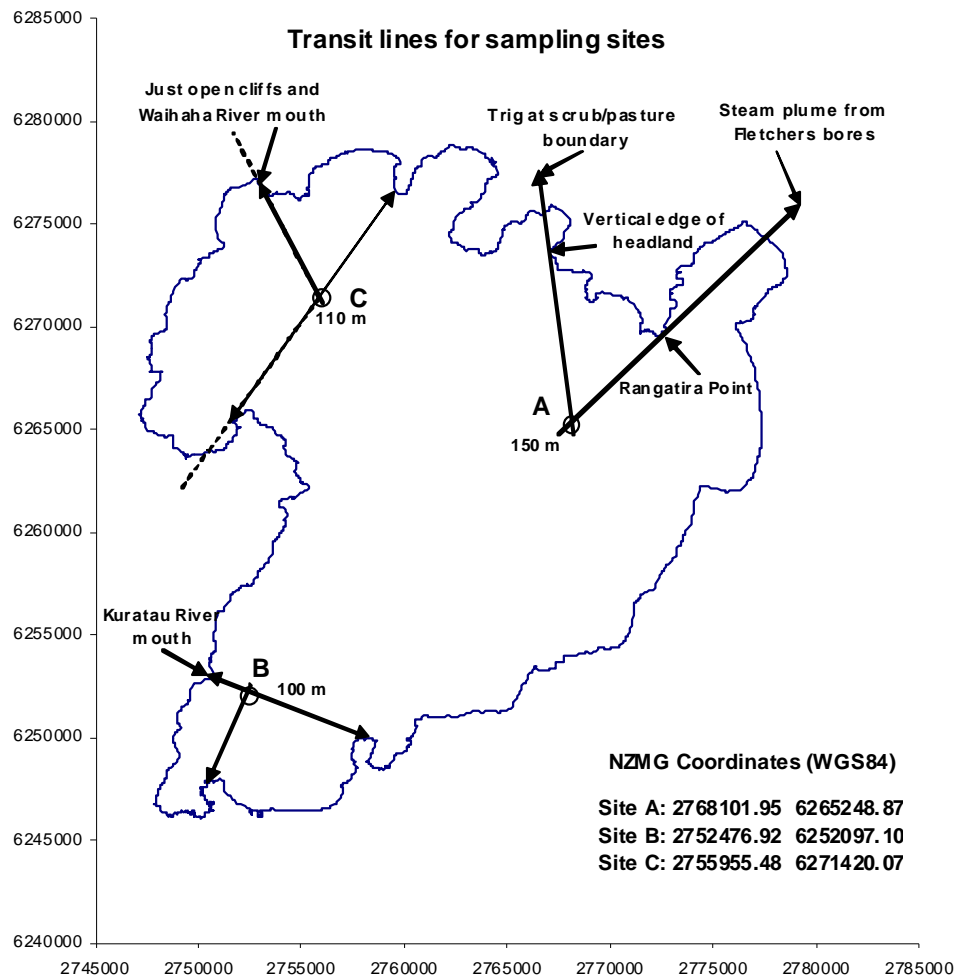 Transit lines for sampling sites
6285000
6280000
6275000
6270000
6265000
6260000
6255000
6250000
6245000
6240000
Just open cliffs and
Waihaha River mouth
Trig at scrub/pasture
boundary
Steam plume from
Fletchers bores
Vertical edge of
headland
C
110 m
Rangatira Point
A
150 m
Kuratau River
mouth
B
100 m
NZMG Coordinates (WGS84)
Site A: 2768101.95 6265248.87
Site B: 2752476.92 6252097.10
Site C: 2755955.48 6271420.07
2745000 2750000 2755000 2760000 2765000 2770000 2775000 2780000 2785000